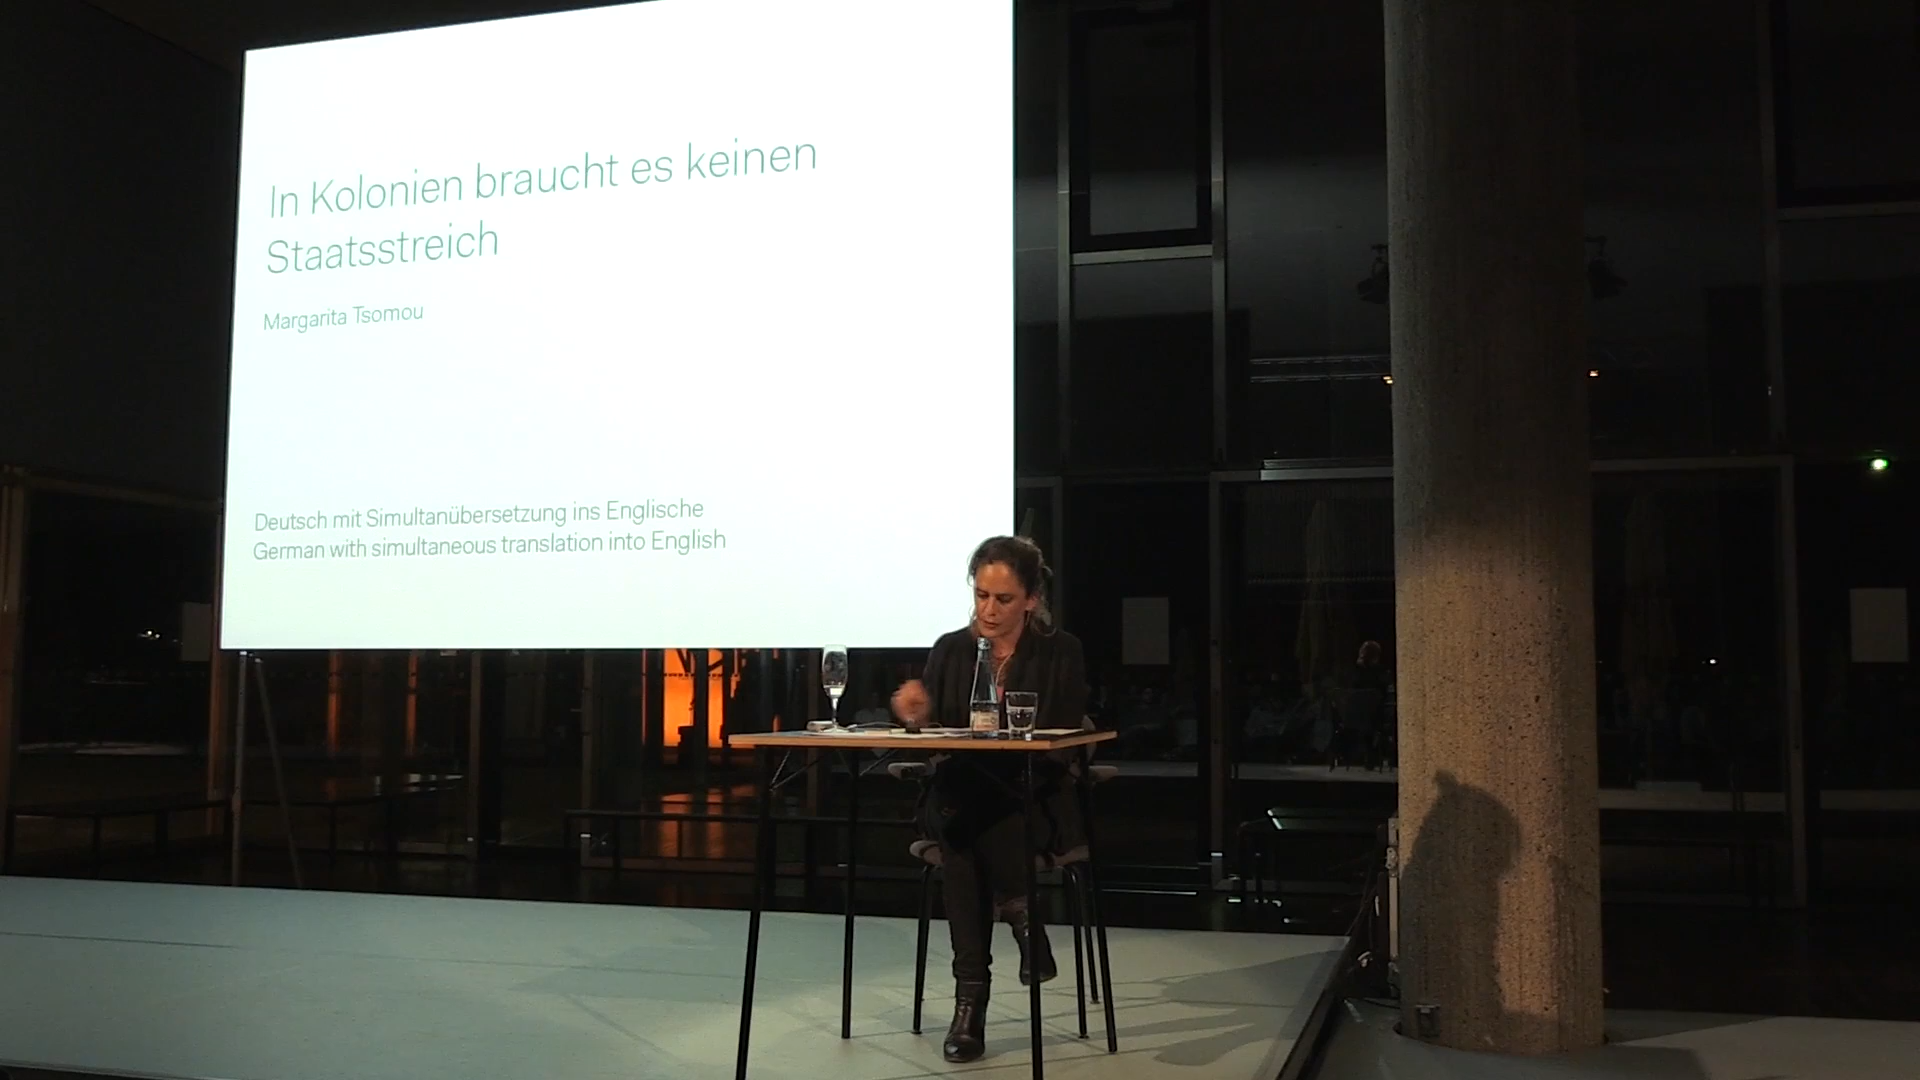 In Kolonien braucht es keinen
Staatsstreich
Margarita Tsomou
Deutsch mit Simultanübersetzung ins Englische
German with simultaneous translation into English